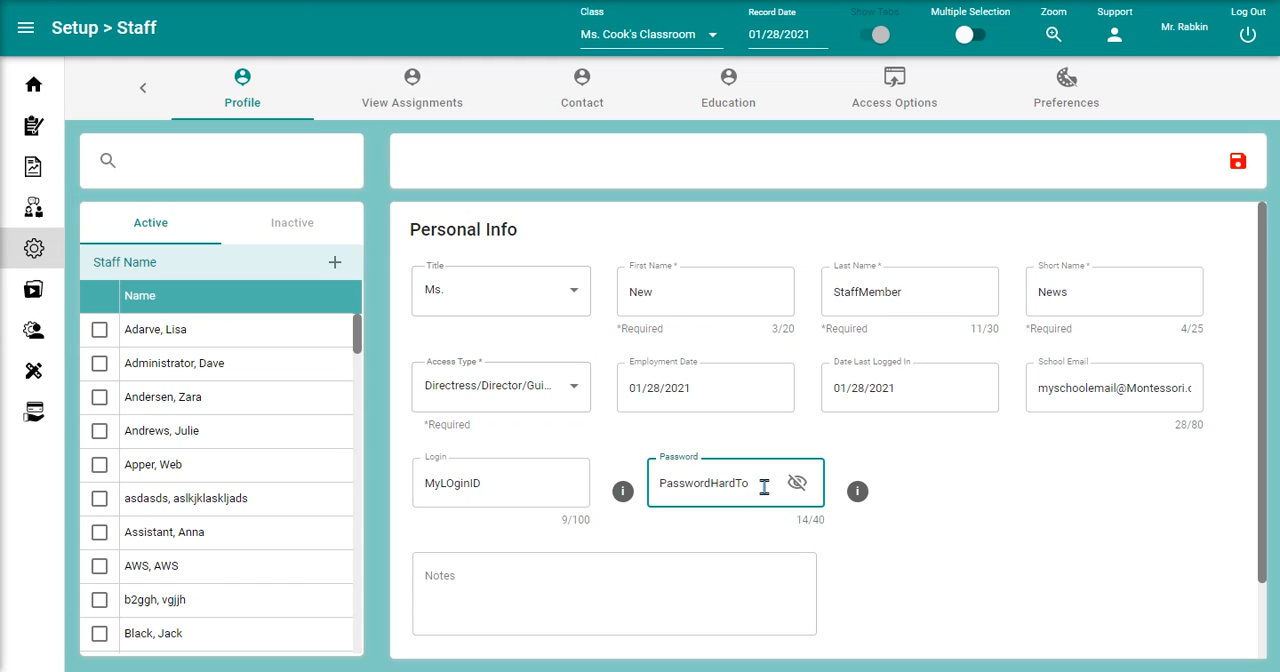 Setup > Staff
Class
Ms. Cook's Classroom
Record Date
01/28/2021
Show Tabs
Multiple Selection
Zoom
Support
Mr. Rabkin
Log Out
Profile
View Assignments
Contact
Education
Access Options
Preferences
Active
Inactive
Staff Name
Name
Adarve, Lisa
Administrator, Dave
Andersen, Zara
Andrews, Julie
Apper, Web
asdasds, aslkjklaskljads
Assistant, Anna
AWS, AWS
b2ggh, vgjjh
Black, Jack
Personal Info
Title
Ms.
First Name *
New
*Required
3/20
Last Name *
StaffMember
*Required
11/30
Short Name *
News
*Required
4/25
Access Type *
Directress/Director/Gui...
*Required
Employment Date
01/28/2021
Date Last Logged In
01/28/2021
School Email
myschoolemail@Montessori.c
28/80
Login
MyLOginID
9/100
i
Password
PasswordHardTo
14/40
i
Notes